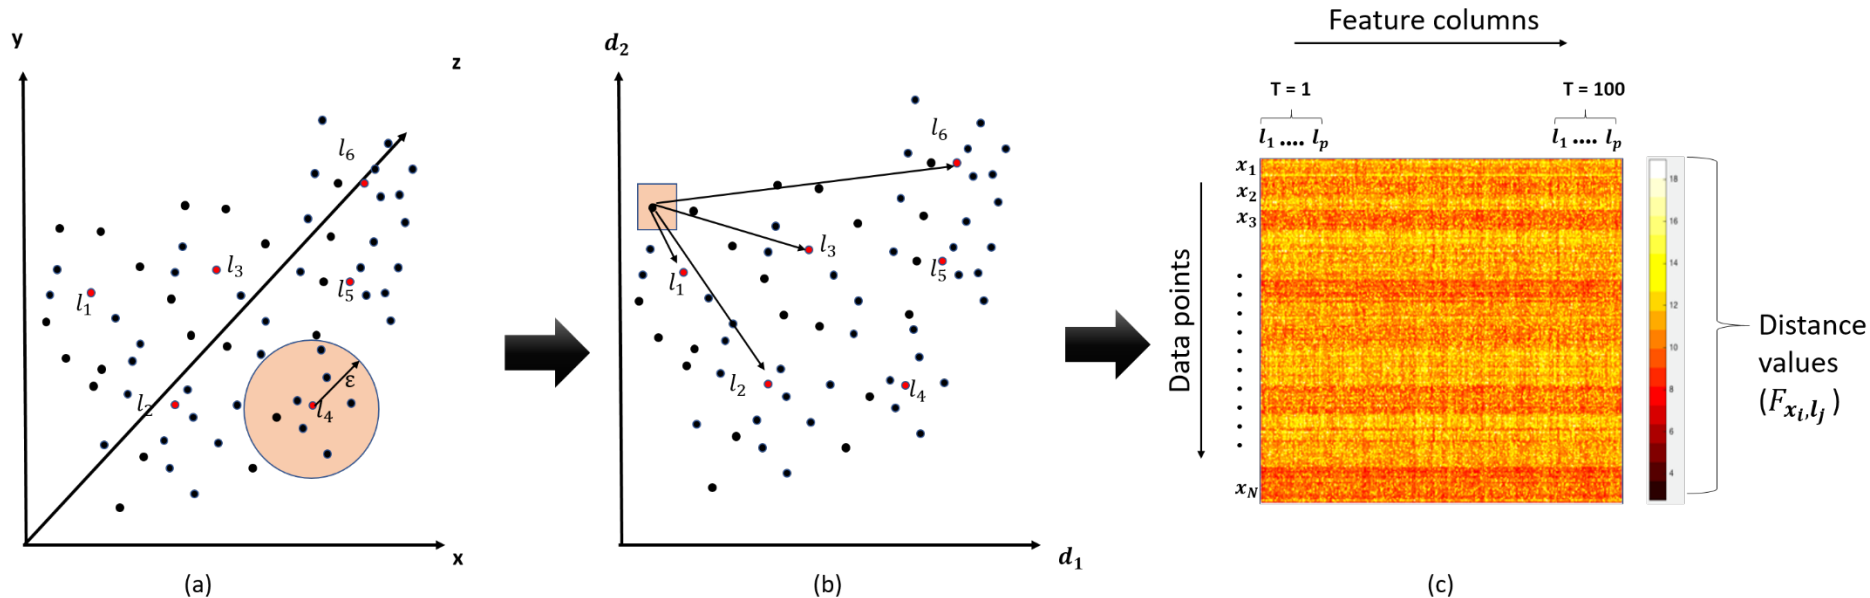 y
z
l6
l3
l1
l5
ε
l2
l4
x
(a)
d2
l6
l3
l5
l1
l2
l4
d1
(b)
Feature columns
T = 1
T = 100
l1 .... lp
l1 .... lp
x1
x2
x3
xN
Data points
18
16
14
12
10
8
6
4
Distance
values
(Fxi,lj )
(c)